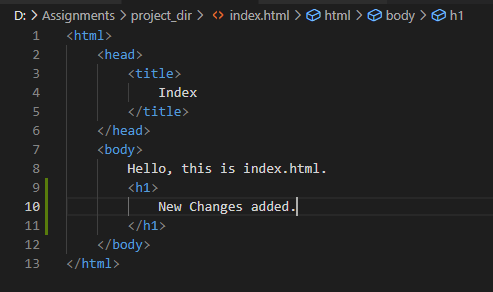 D: > Assignments > project_dir > <> index.html > html > body > h1
1 <html>
2     <head>
3         <title>
4             Index
5         </title>
6     </head>
7     <body>
8         Hello, this is index.html.
9         <h1>
10             New Changes added.
11         </h1>
12     </body>
13 </html>